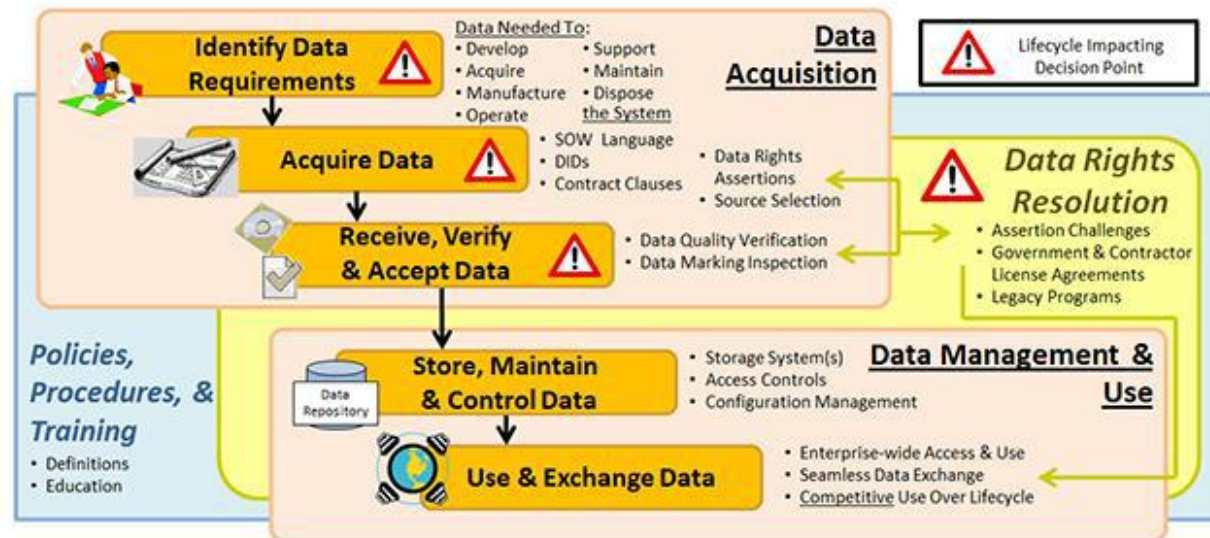 Identify Data
Requirements
Data Needed To:
• Develop
• Acquire
• Manufacture
• Operate
• Support
• Maintain
• Dispose
the System
Data
Acquisition
Lifecycle Impacting
Decision Point
Acquire Data
• SOW Language
• DIDs
• Contract Clauses
• Data Rights
Assertions
• Source Selection
Data Rights
Resolution
• Assertion Challenges
• Government & Contractor
License Agreements
• Legacy Programs
Receive, Verify
& Accept Data
• Data Quality Verification
• Data Marking Inspection
Policies,
Procedures, &
Training
• Definitions
• Education
Data
Repository
Store, Maintain
& Control Data
• Storage System(s)
• Access Controls
• Configuration Management
Data Management &
Use
Use & Exchange Data
• Enterprise-wide Access & Use
• Seamless Data Exchange
• Competitive Use Over Lifecycle